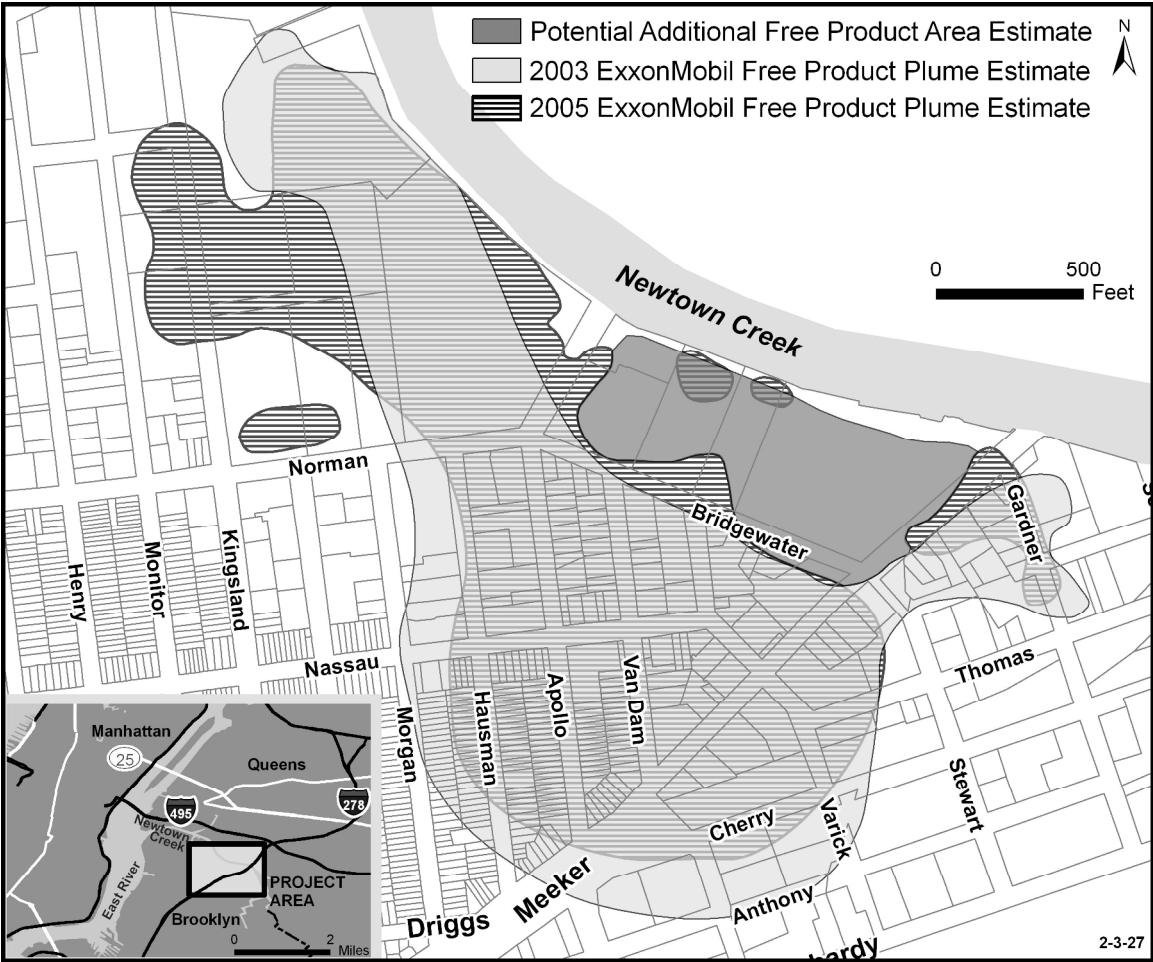 Potential Additional Free Product Area Estimate
2003 ExxonMobil Free Product Plume Estimate
2005 ExxonMobil Free Product Plume Estimate
N
0 500
Feet
Newtown Creek
Norman
Bridgewater
Gardner
Henry
Monitor
Kingsland
Nassau
Morgan
Hausman
Apollo
Van Dam
Thomas
Stewart
Varick
Cherry
Meeker
Anthony
Driggs
Manhattan
25
Queens
495
278
Newtown
Creek
East River
PROJECT
AREA
Brooklyn
0 2
Miles
2-3-27